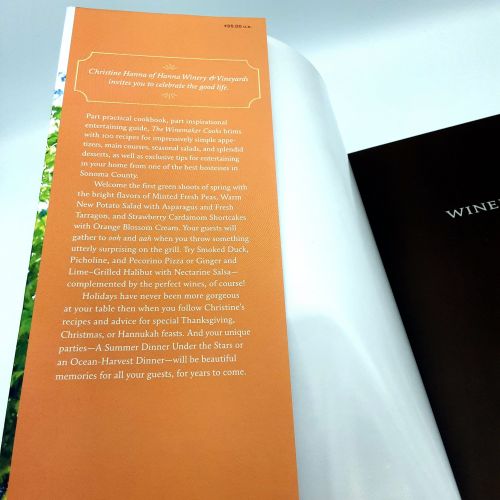 Christine Hanna of Hanna Winery & Vineyards
invites you to celebrate the good life.
Part practical cookbook, part inspirational
entertaining guide, The Winemaker Cooks brims
with 100 recipes for impressively simple appe-
tizers, main courses, seasonal salads, and splendid
desserts, as well as exclusive tips for entertaining
in your home from one of the best hostesses in
Sonoma County.
Welcome the first green shoots of spring with
the bright flavors of Minted Fresh Peas, Warm
New Potato Salad with Asparagus and Fresh
Tarragon, and Strawberry Cardamom Shortcakes
with Orange Blossom Cream. Your guests will
gather to ooh and aah when you throw something
utterly surprising on the grill. Try Smoked Duck,
Picholine, and Pecorino Pizza or Ginger and
Lime–Grilled Halibut with Nectarine Salsa—
complemented by the perfect wines, of course!
Holidays have never been more gorgeous
at your table then when you follow Christine's
recipes and advice for special Thanksgiving,
Christmas, or Hannukah feasts. And your unique
parties—A Summer Dinner Under the Stars or
an Ocean-Harvest Dinner—will be beautiful
memories for all your guests, for years to come.